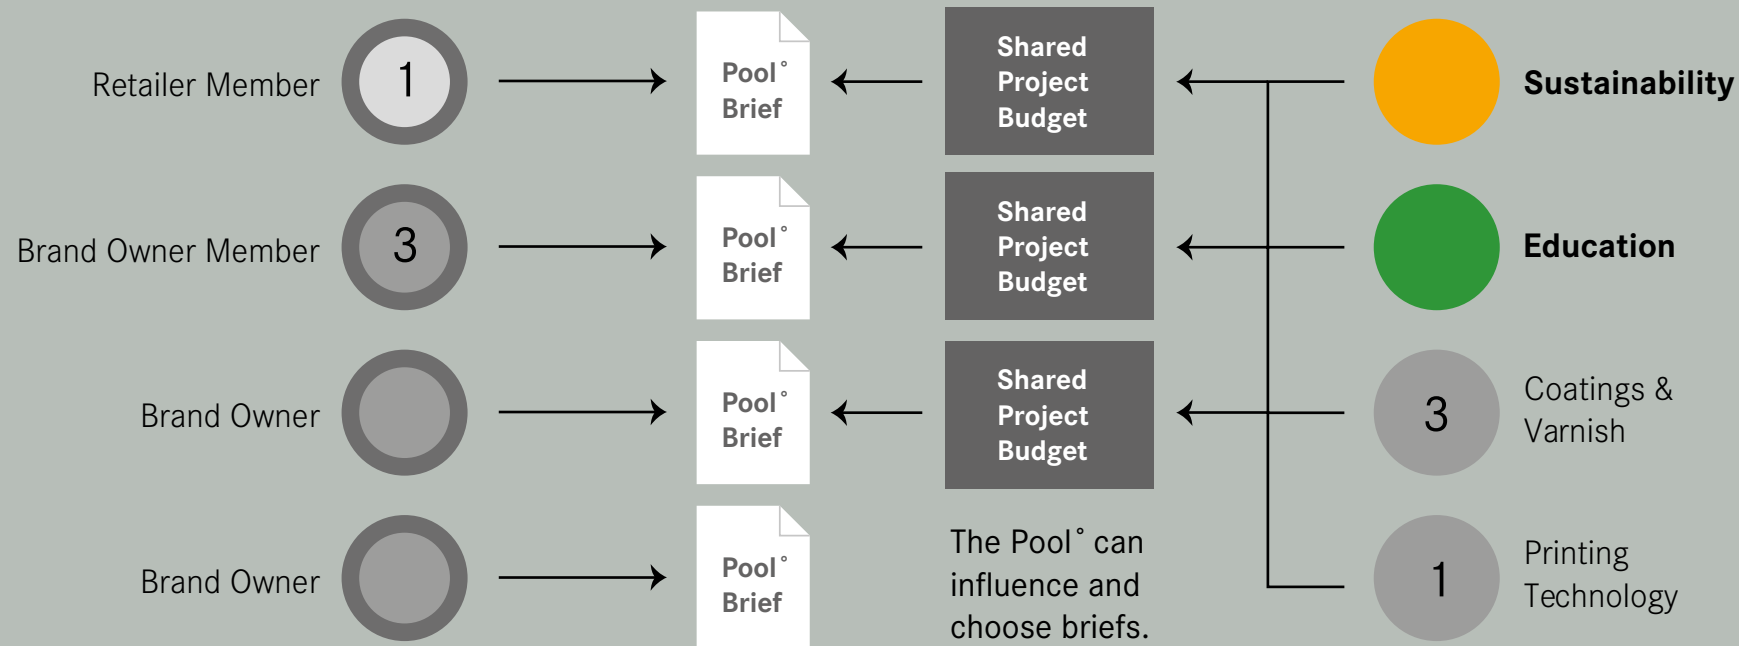 Retailer Member
1
Pool°
Brief
Shared
Project
Budget
Sustainability
Brand Owner Member
3
Pool°
Brief
Shared
Project
Budget
Education
Brand Owner
Pool°
Brief
Shared
Project
Budget
3
Coatings &
Varnish
Brand Owner
Pool°
Brief
The Pool° can
influence and
choose briefs.
1
Printing
Technology